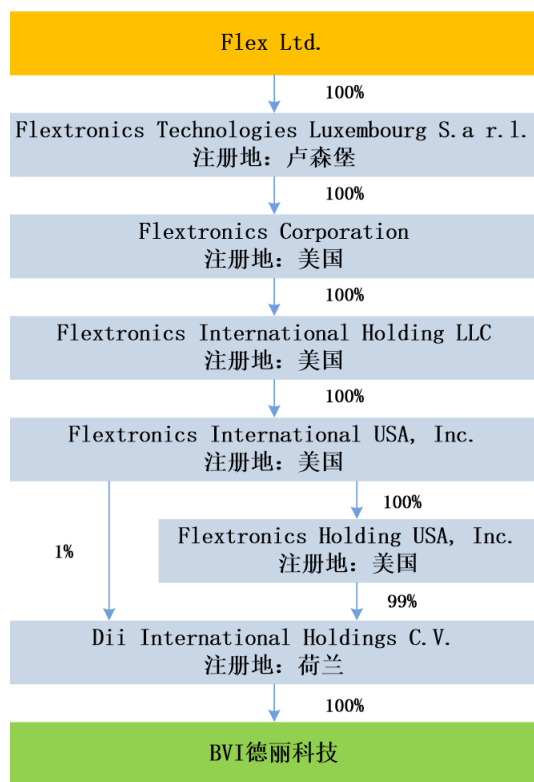 Flex Ltd.
100%
Flextronics Technologies Luxembourg S.a r.l.
注册地：卢森堡
100%
Flextronics Corporation
注册地：美国
100%
Flextronics International Holding LLC
注册地：美国
100%
Flextronics International USA, Inc.
注册地：美国
100%
Flextronics Holding USA, Inc.
注册地：美国
1%
99%
Dii International Holdings C.V.
注册地：荷兰
100%
BVI德丽科技